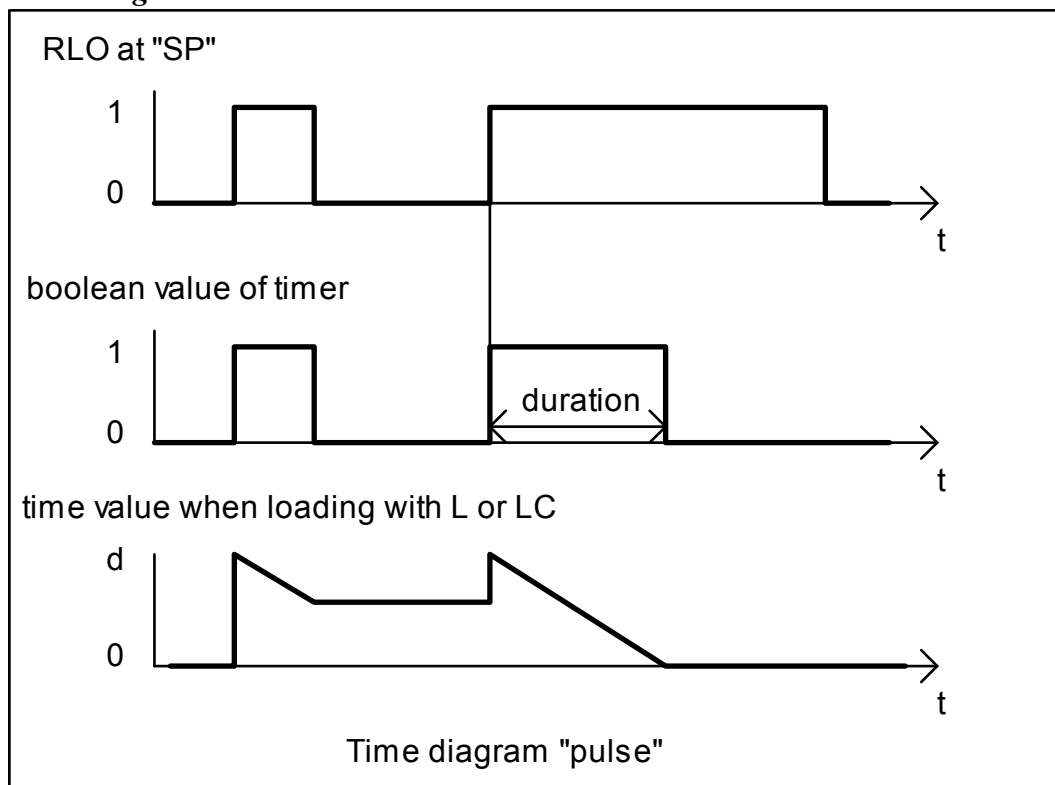 RLO at "SP"
1
0
t
boolean value of timer
1
duration
0
t
time value when loading with L or LC
d
0
t
Time diagram "pulse"